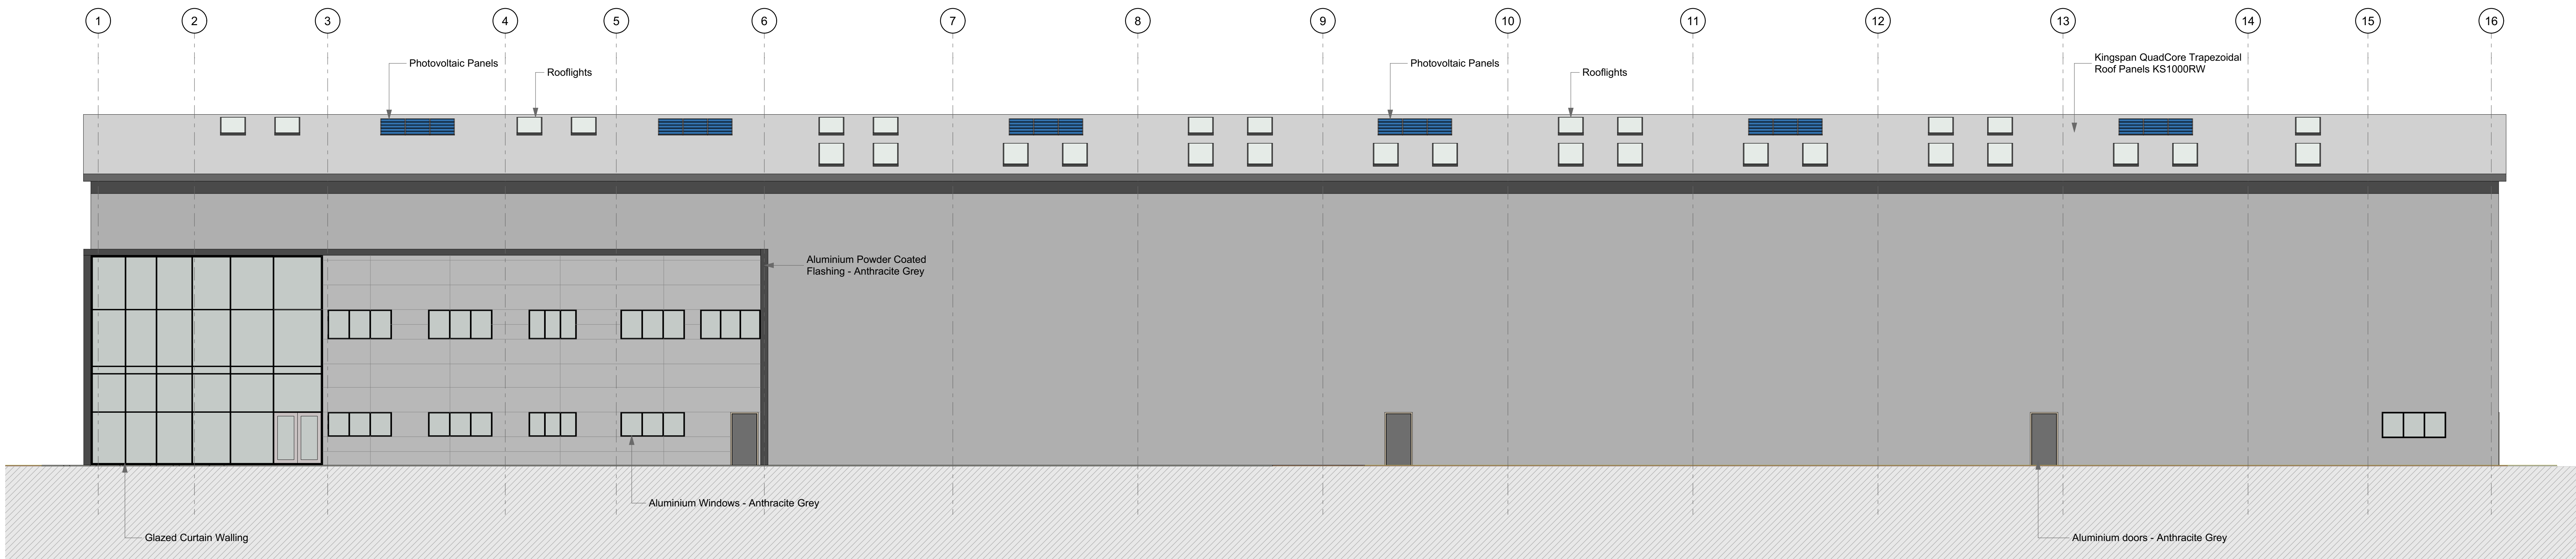 1 2 3 4 5 6 7 8 9 10 11 12 13 14 15 16
Photovoltaic Panels
Rooflights
Photovoltaic Panels
Rooflights
Kingspan QuadCore Trapezoidal
Roof Panels KS1000RW
Aluminium Powder Coated
Flashing - Anthracite Grey
Aluminium Windows - Anthracite Grey
Glazed Curtain Walling
Aluminium doors - Anthracite Grey